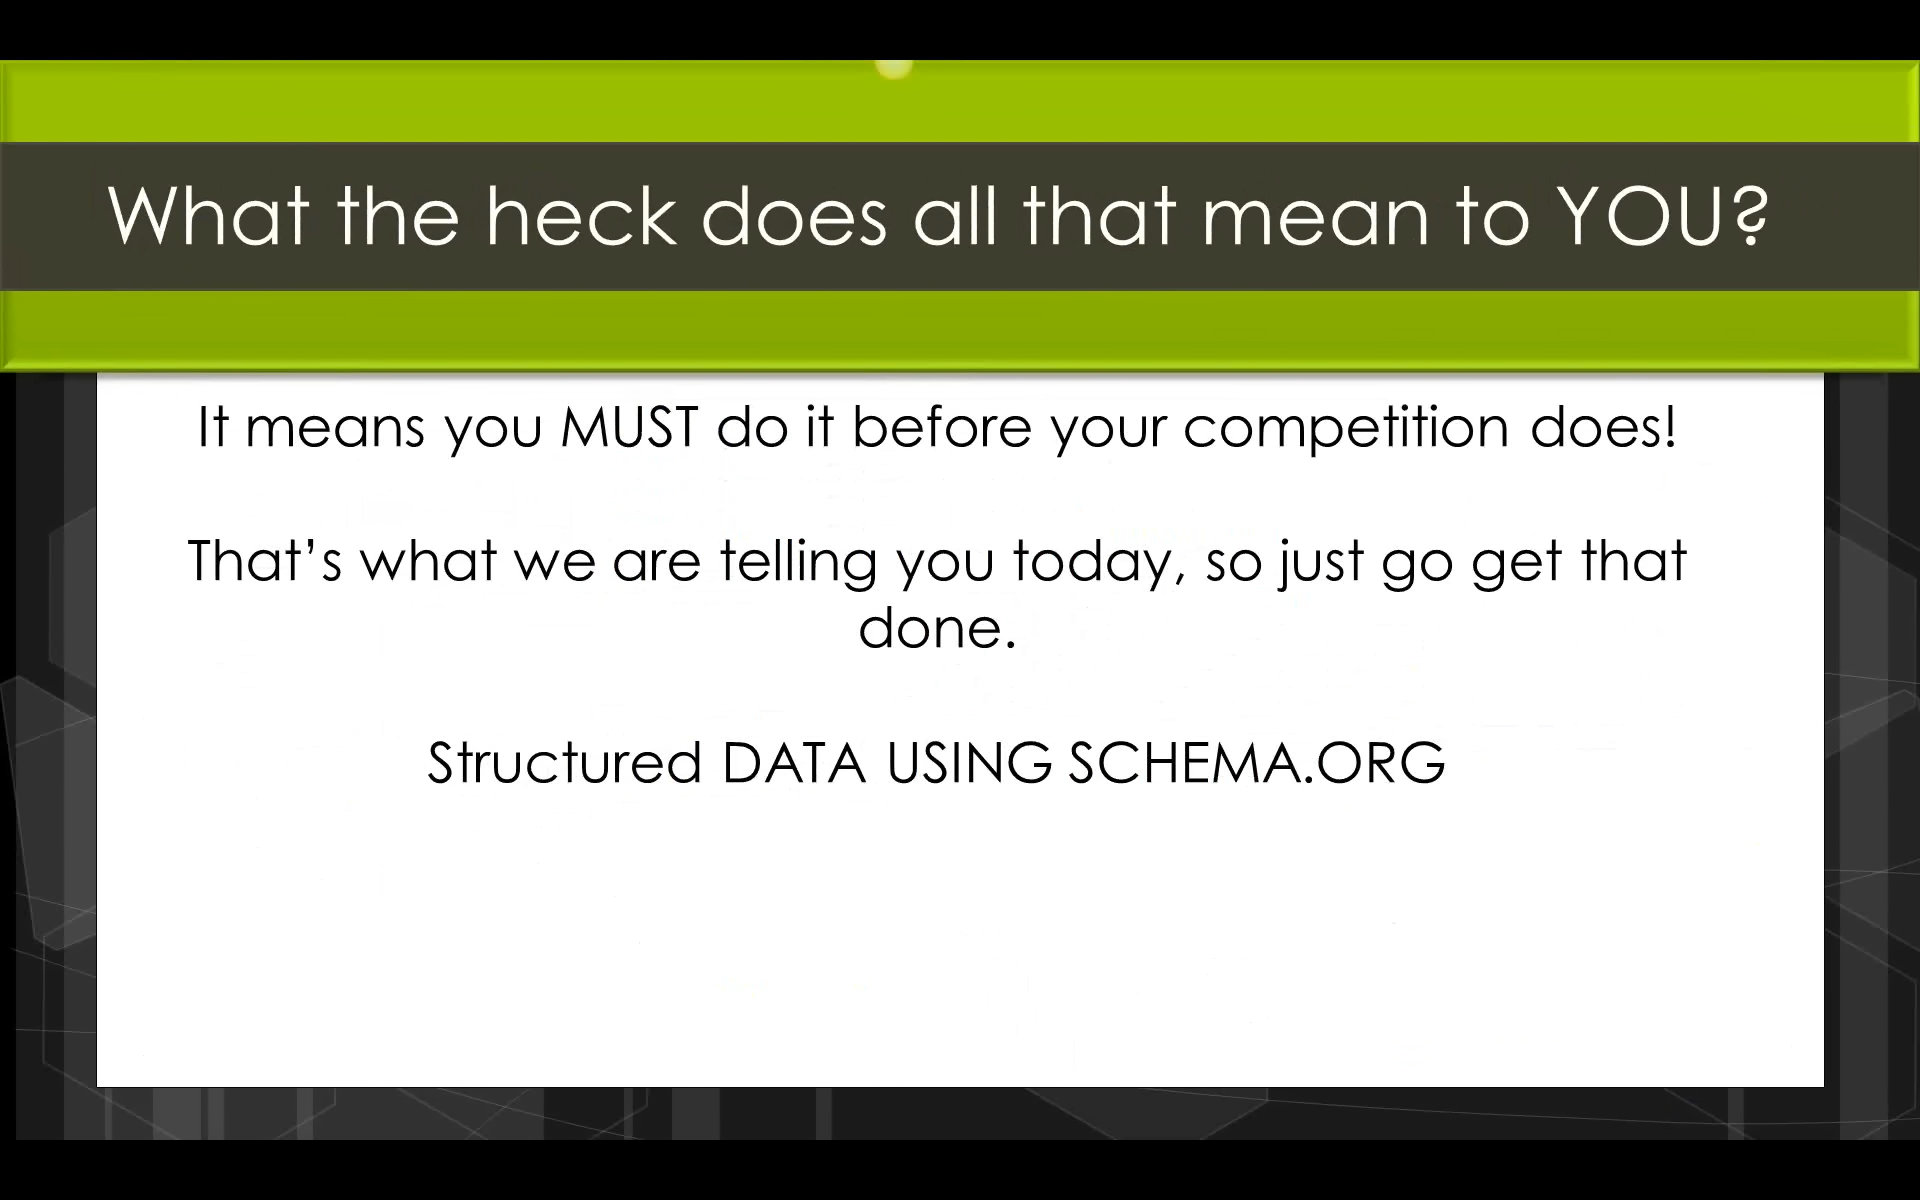 What the heck does all that mean to YOU?
It means you MUST do it before your competition does!
That’s what we are telling you today, so just go get that
done.
Structured DATA USING SCHEMA.ORG